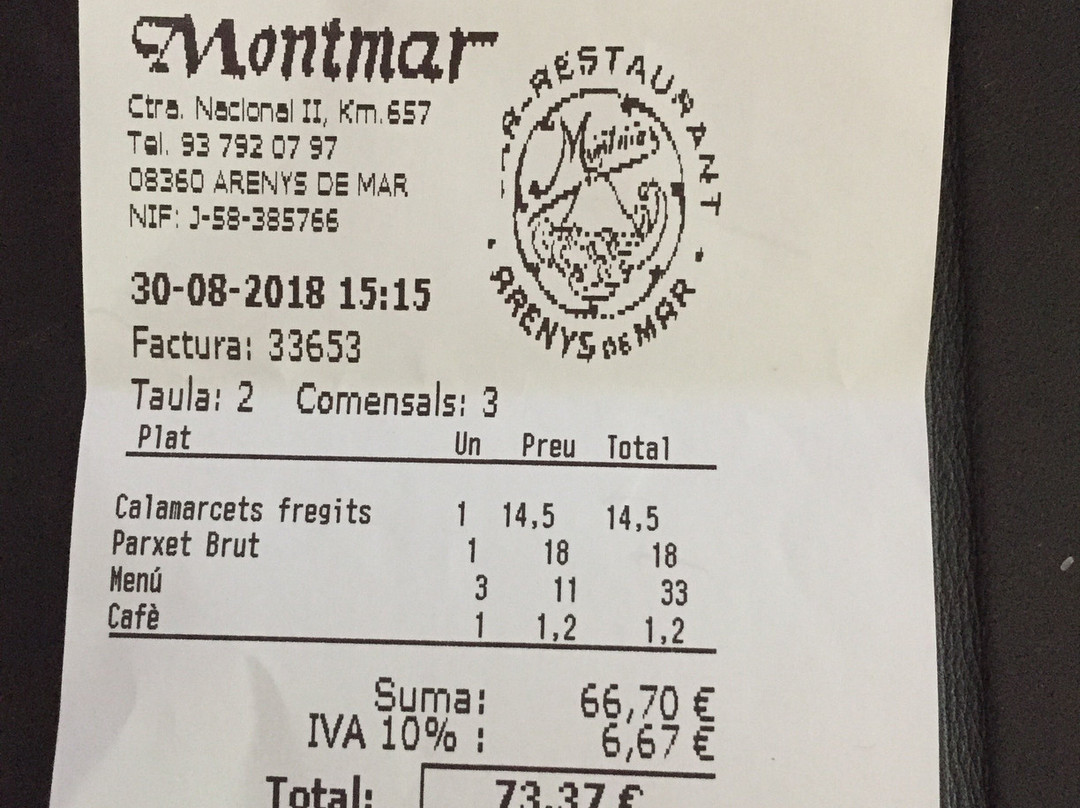 Montmar
Ctra. Nacional II, Km.657
Tel. 93 792 07 97
08360 ARENYS DE MAR
NIF: J-58-385766
RESTAURANT
ARENYS DE MAR
30-08-2018 15:15
Factura: 33653
Taula: 2 Comensals: 3
Plat Un Preu Total
Calamarcets fregits 1 14,5 14,5
Parxet Brut 1 18 18
Menú 3 11 33
Cafè 1 1,2 1,2
Suma: 66,70 €
IVA 10% : 6,67 €
Total: 73,37 €